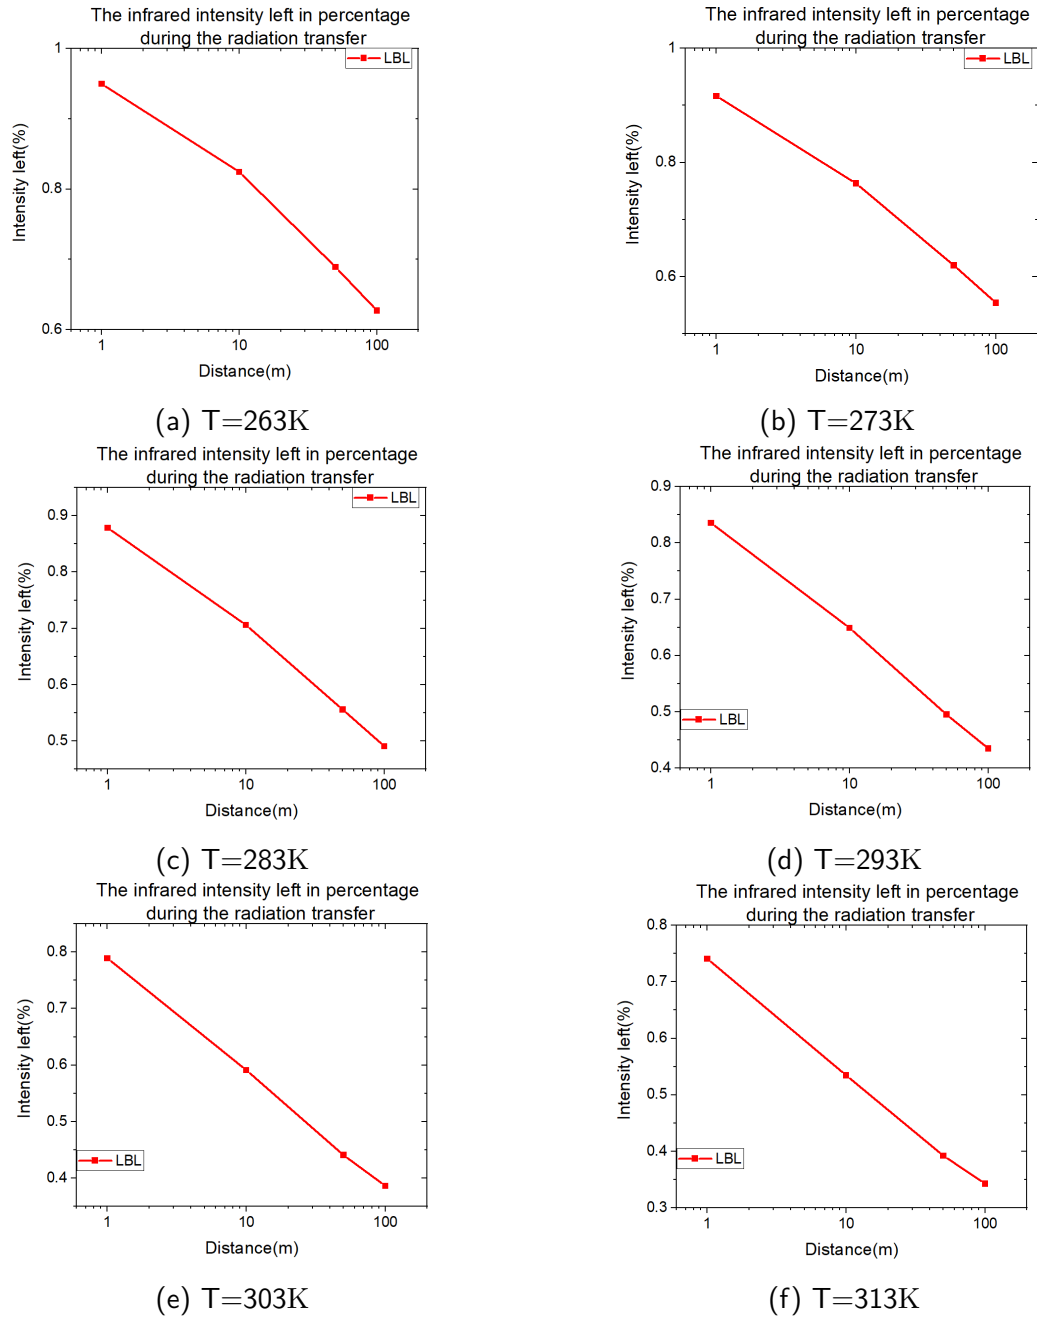 The infrared intensity left in percentage
during the radiation transfer
LBL
1
0.8
0.6
Intensity left(%)
1 10 100
Distance(m)
(a) T=263K
The infrared intensity left in percentage
during the radiation transfer
LBL
1
0.8
0.6
Intensity left(%)
1 10 100
Distance(m)
(b) T=273K
The infrared intensity left in percentage
during the radiation transfer
LBL
0.9
0.8
0.7
0.6
0.5
Intensity left(%)
1 10 100
Distance(m)
(c) T=283K
The infrared intensity left in percentage
during the radiation transfer
0.9
0.8
0.7
0.6
0.5
0.4
Intensity left(%)
LBL
1 10 100
Distance(m)
(d) T=293K
The infrared intensity left in percentage
during the radiation transfer
0.8
0.7
0.6
0.5
0.4
Intensity left(%)
LBL
1 10 100
Distance(m)
(e) T=303K
The infrared intensity left in percentage
during the radiation transfer
0.8
0.7
0.6
0.5
0.4
0.3
Intensity left(%)
LBL
1 10 100
Distance(m)
(f) T=313K